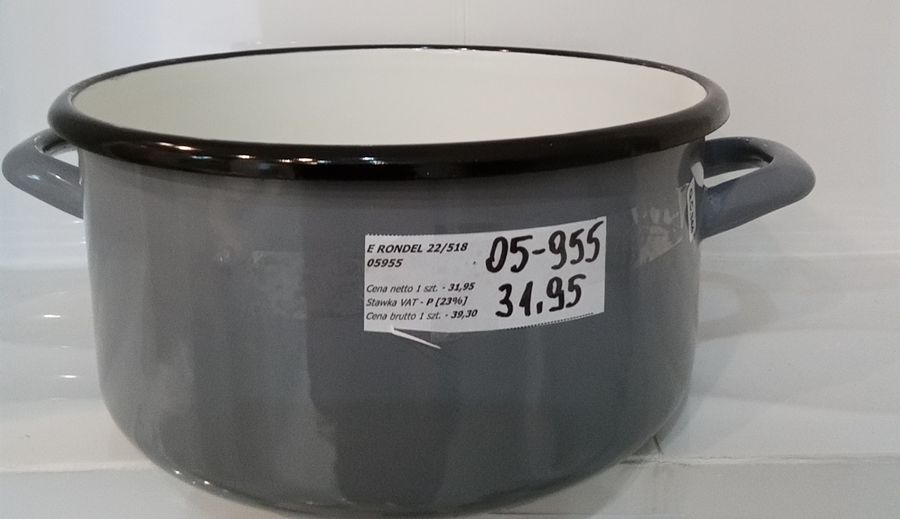 E RONDEL 22/518
05955
Cena netto 1 szt. - 31,95
Stawka VAT - P [23%]
Cena brutto 1 szt. - 39,30
05-955
31.95